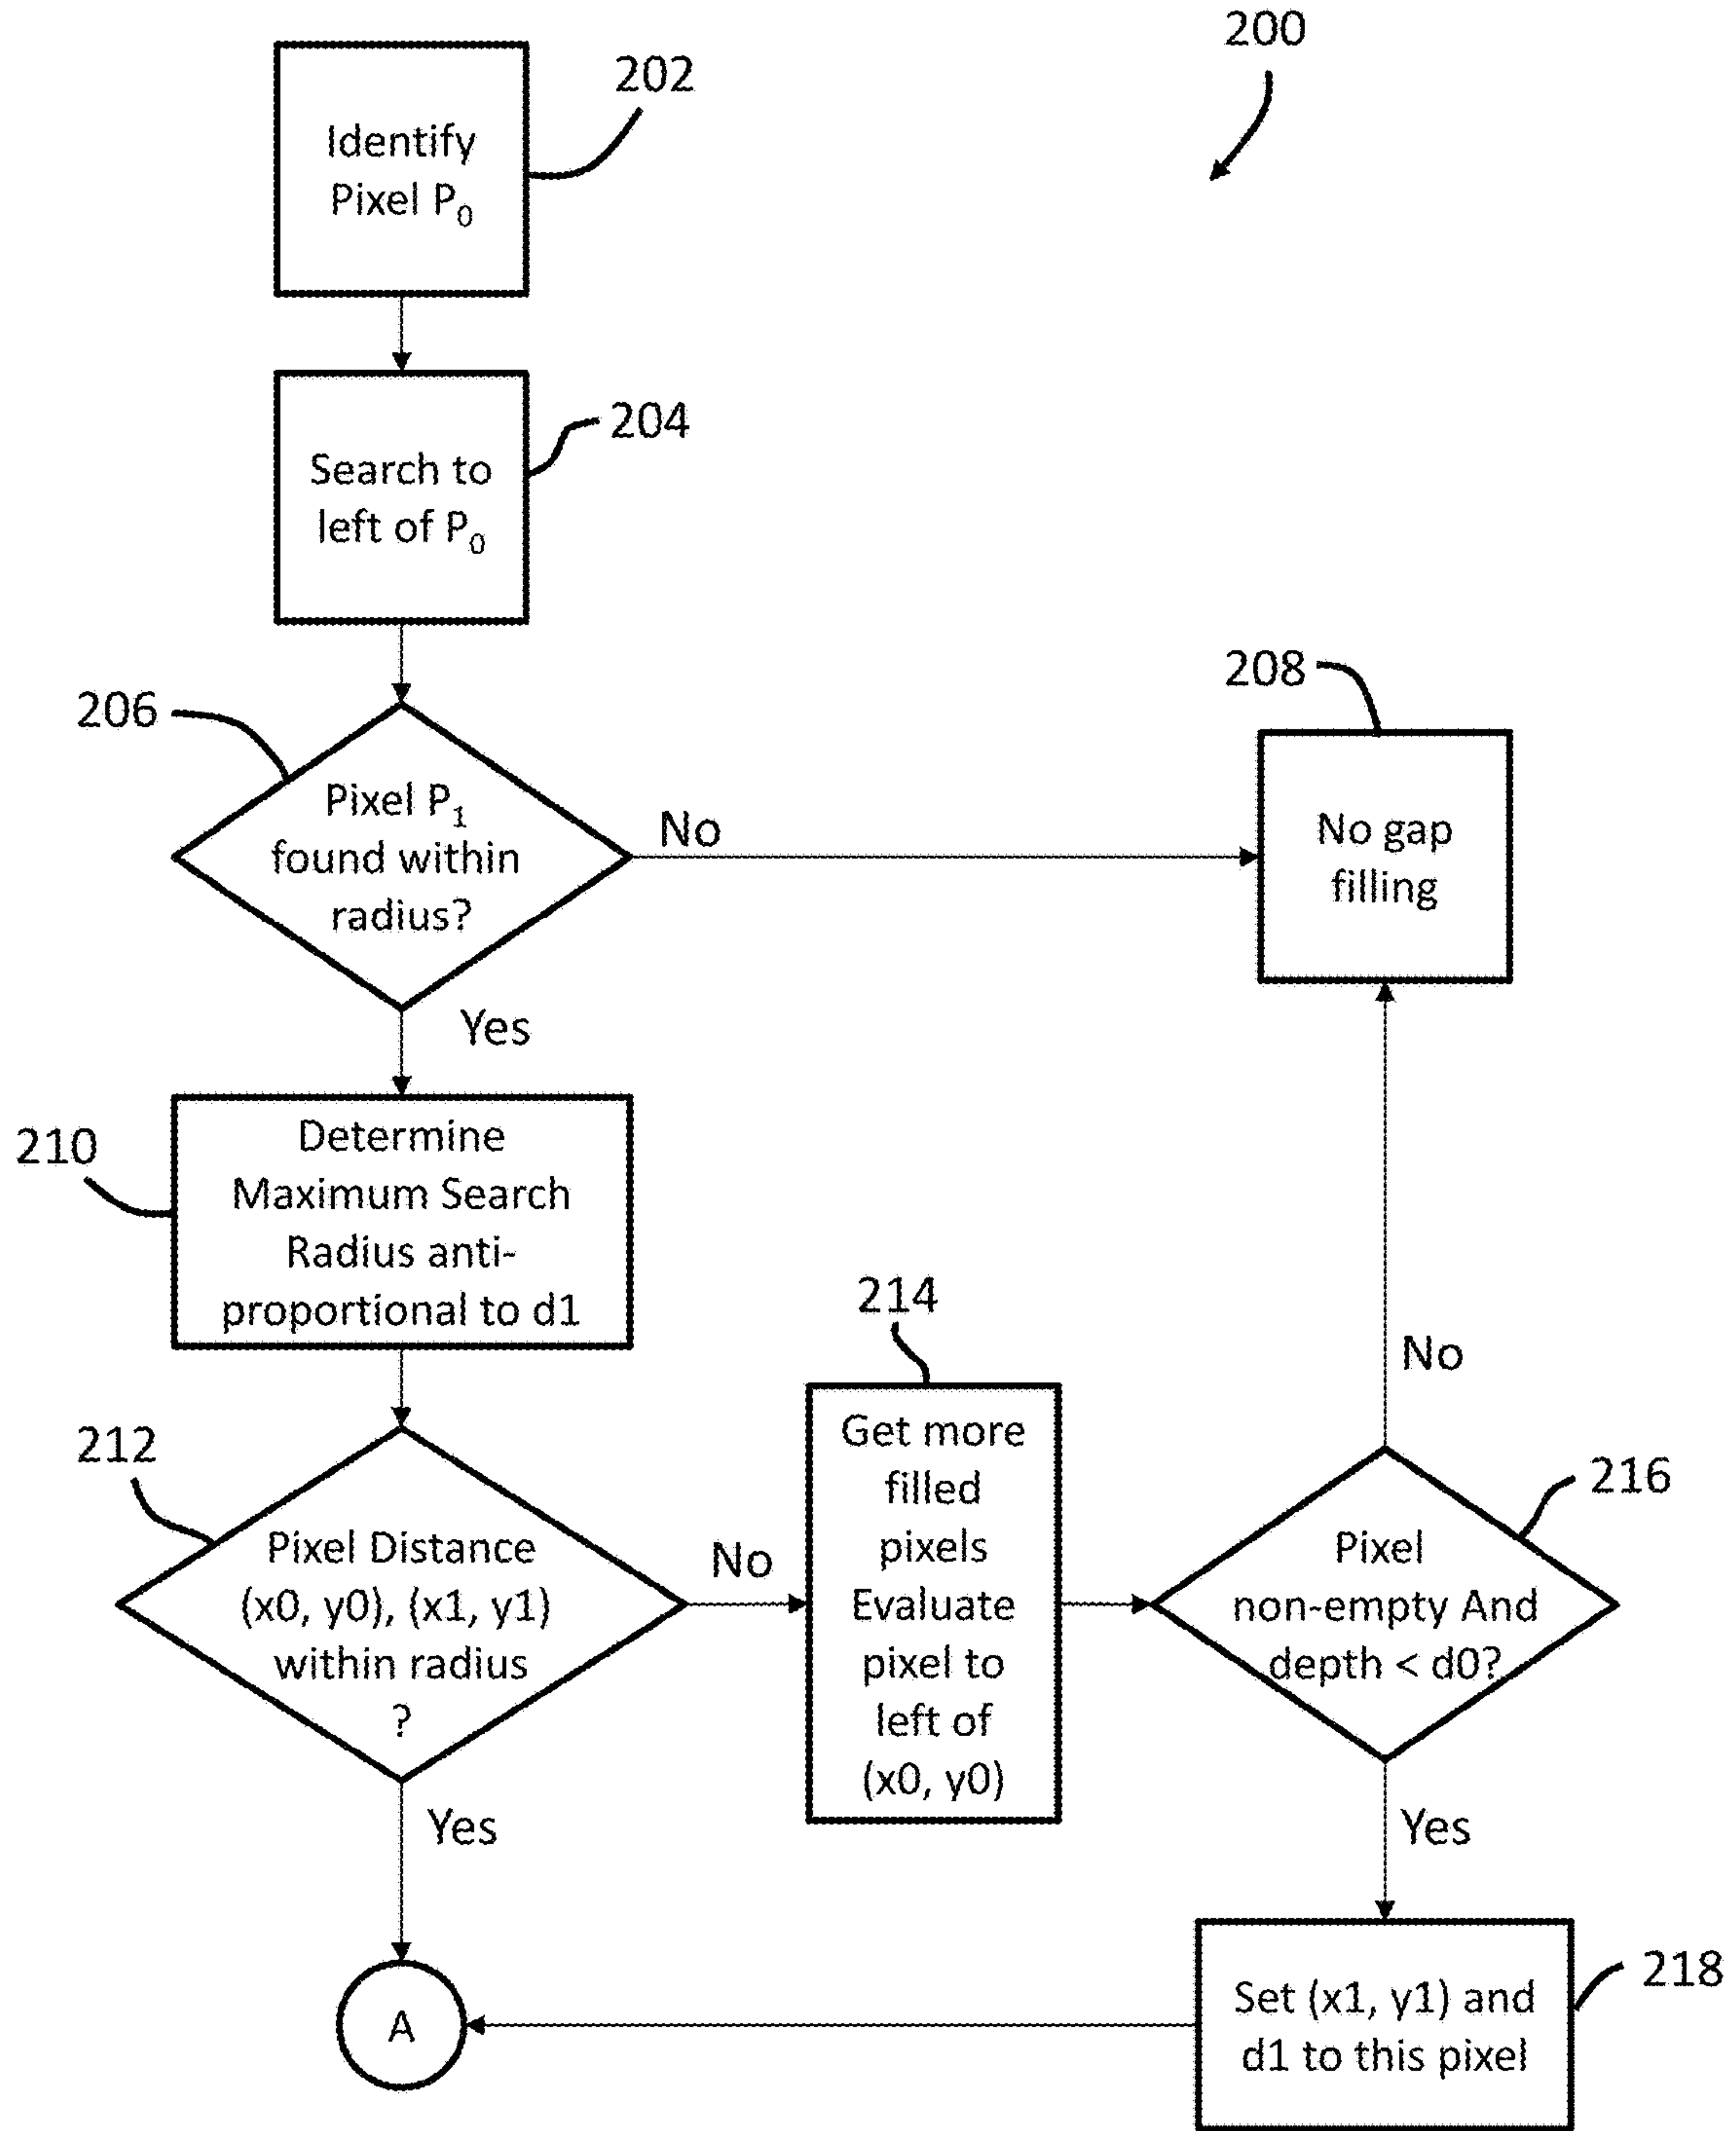 200
202
Identify
Pixel P₀
204
Search to
left of P₀
206
Pixel P₁
found within
radius?
No
208
No gap
filling
Yes
210
Determine
Maximum Search
Radius anti-
proportional to d1
212
Pixel Distance
(x0, y0), (x1, y1)
within radius
?
No
214
Get more
filled
pixels
Evaluate
pixel to
left of
(x0, y0)
216
Pixel
non-empty And
depth < d0?
No
Yes
Yes
218
Set (x1, y1) and
d1 to this pixel
A